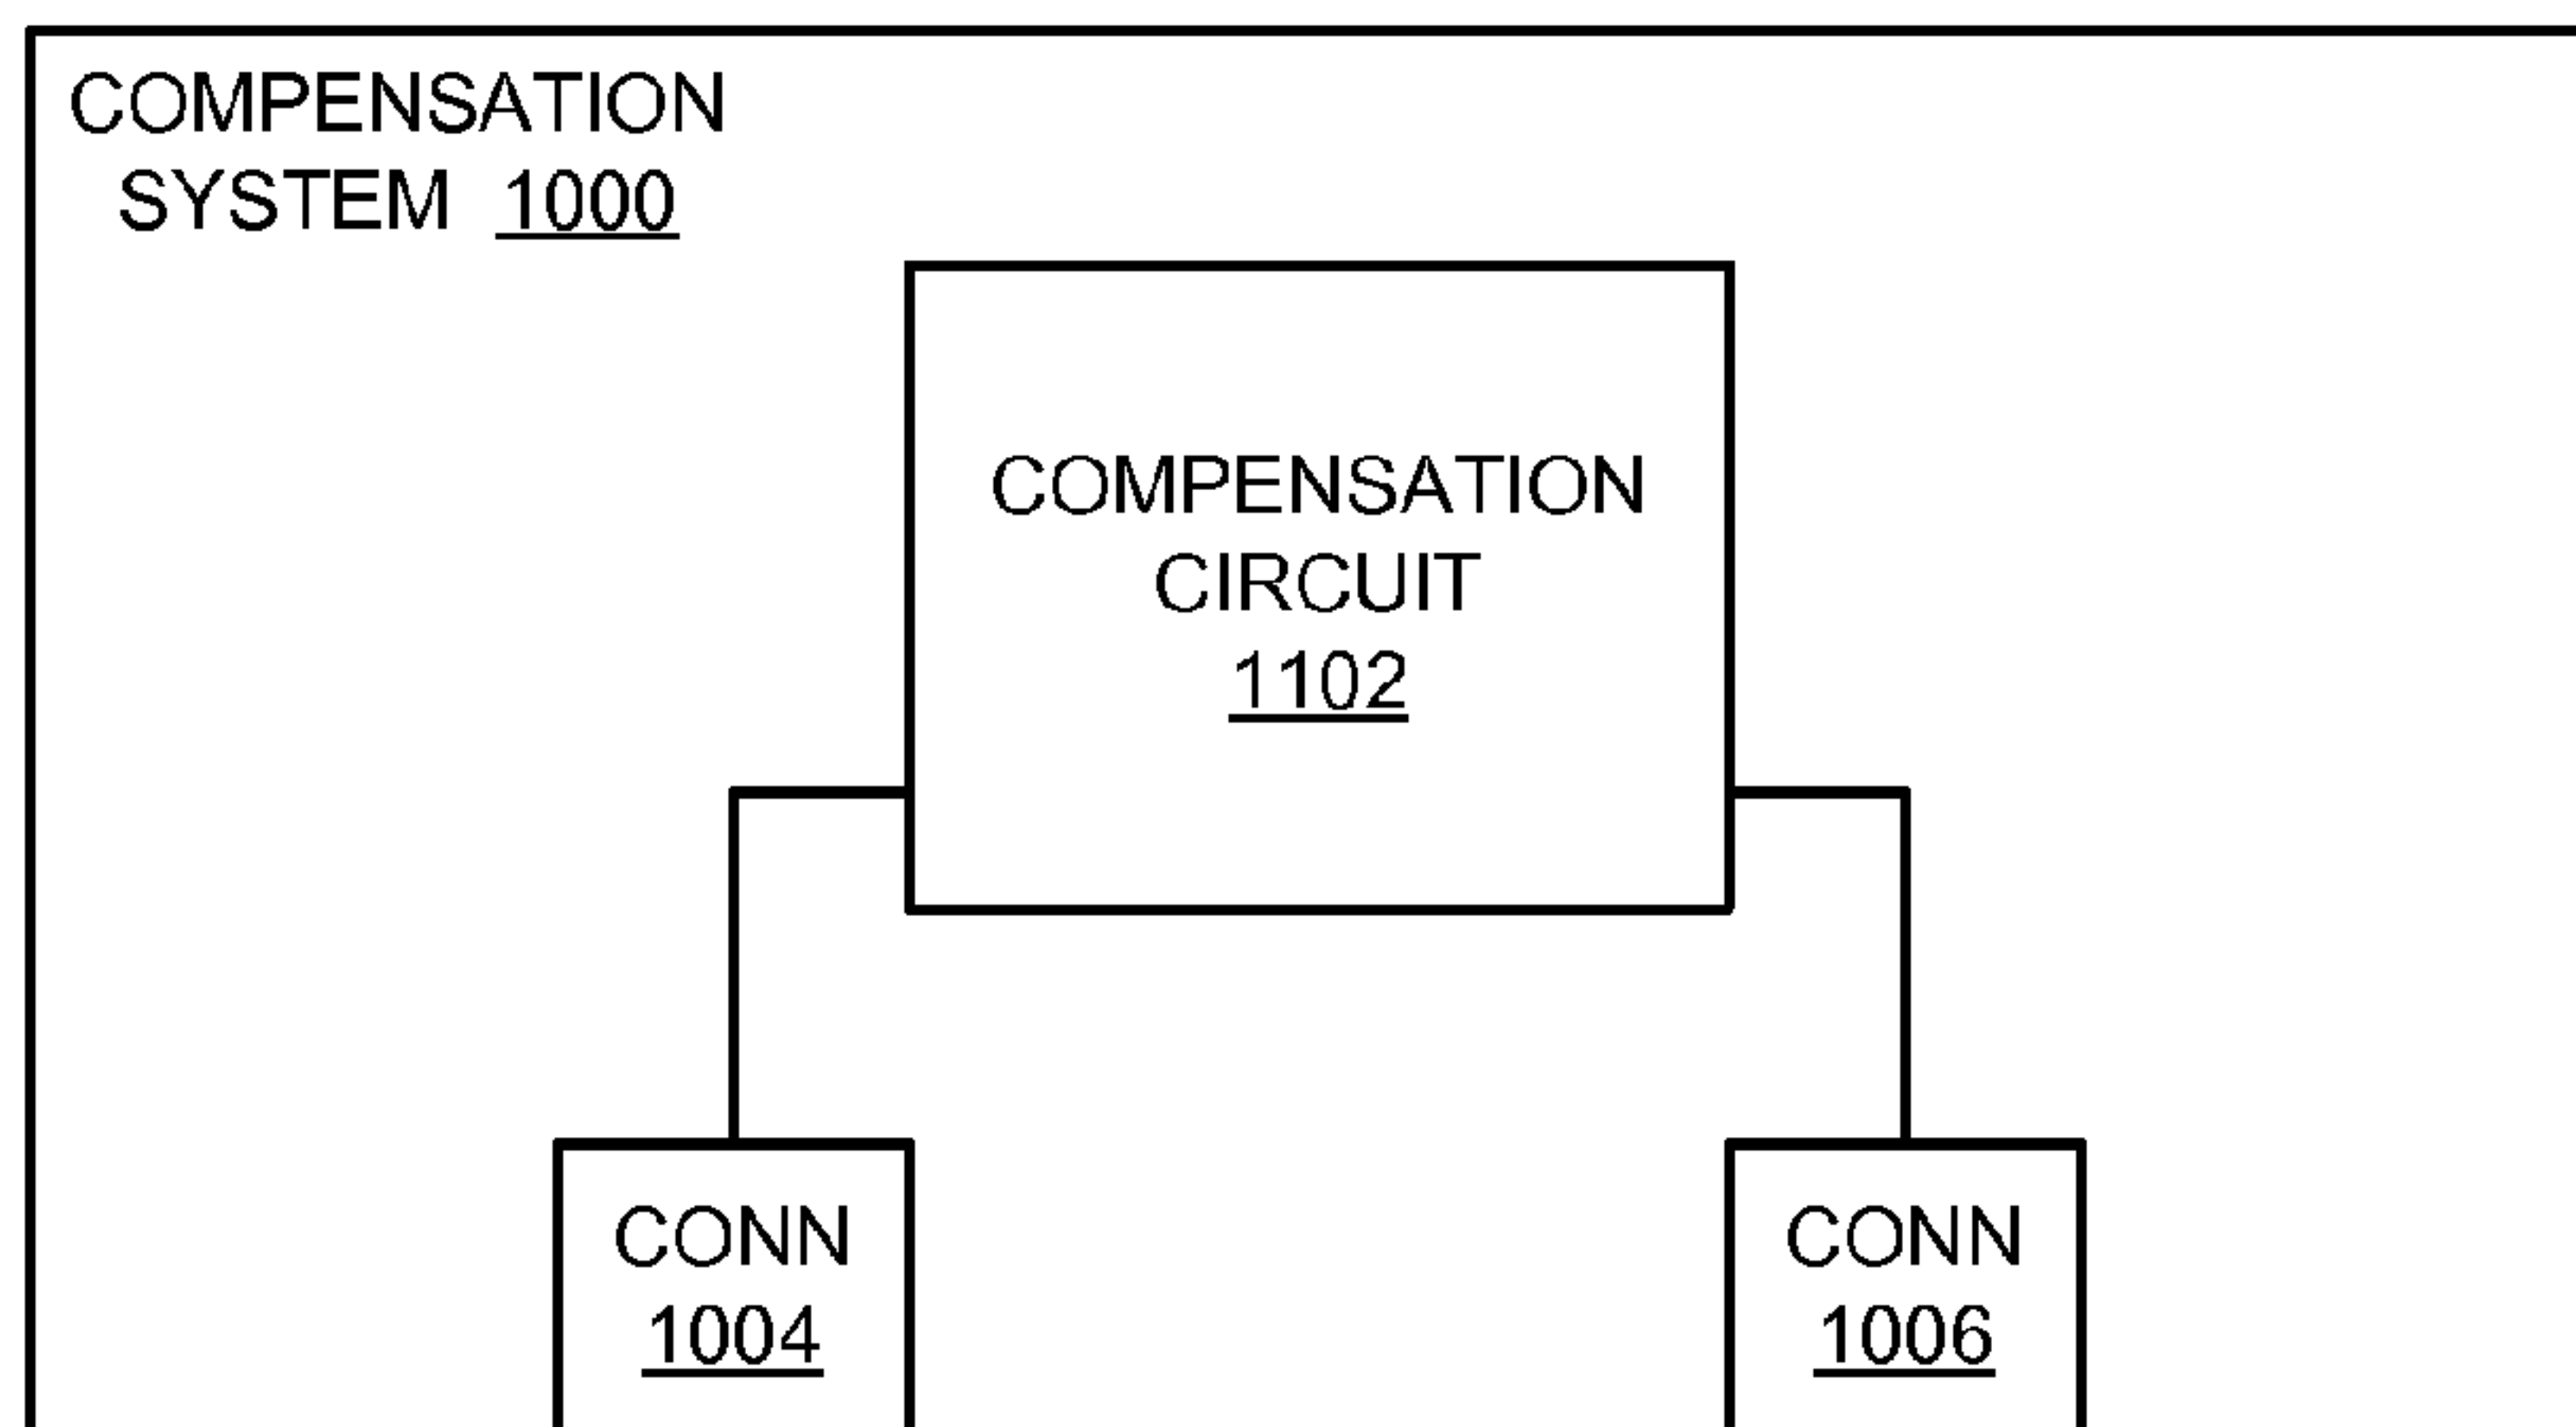 COMPENSATION
SYSTEM 1000
COMPENSATION
CIRCUIT
1102
CONN
1004
CONN
1006